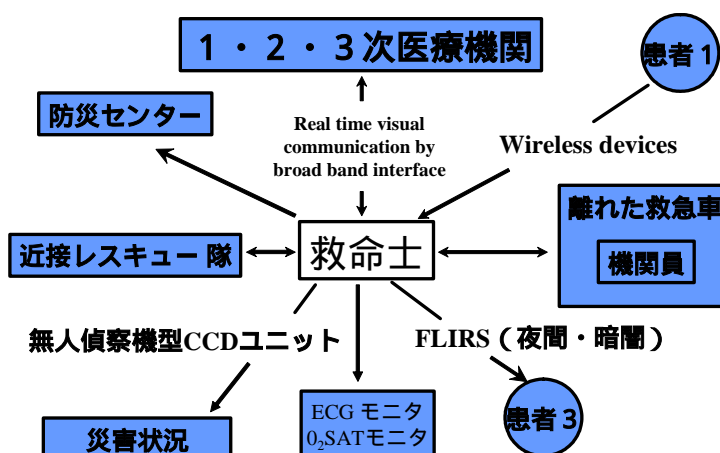 1・2・3次医療機関
患者1
防災センター
Real time visual
communication by
broad band interface
Wireless devices
離れた救急車
機関員
近接レスキュー隊
救命士
無人偵察機型CCDユニット
FLIRS(夜間・暗闇)
ECG モニタ
O₂SATモニタ
患者3
災害状況